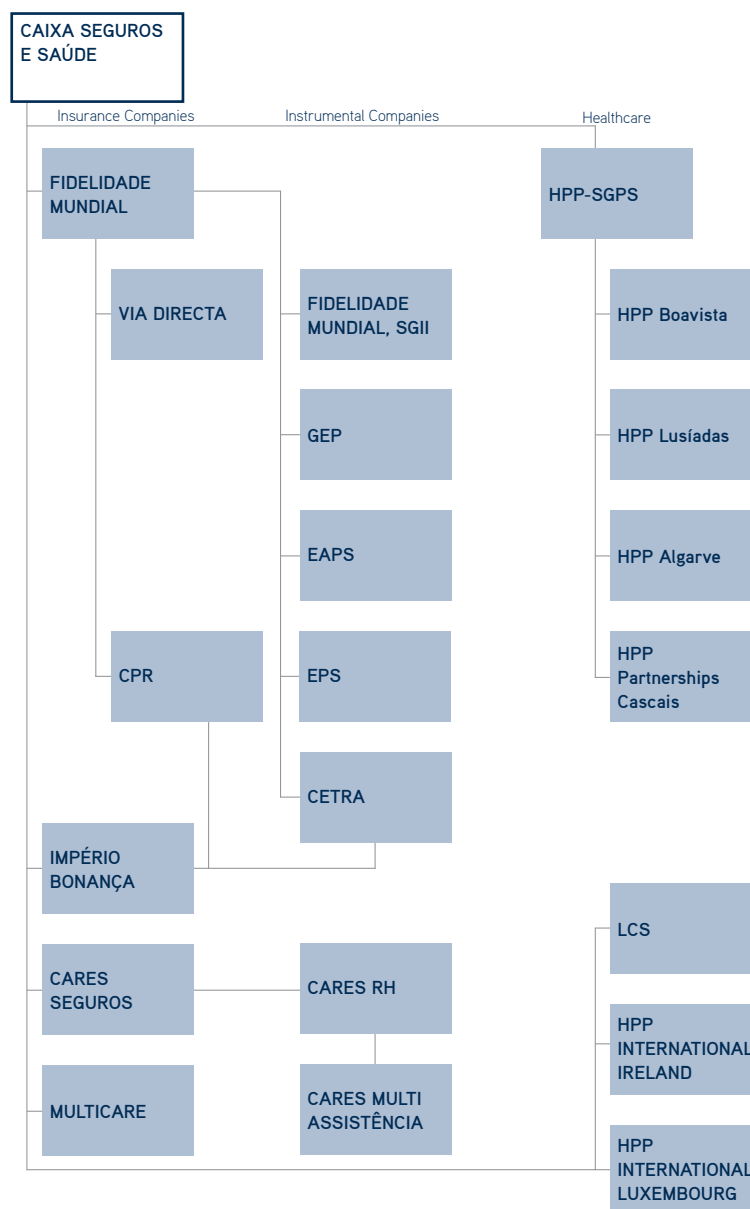 CAIXA SEGUROS
E SAÚDE
Insurance Companies
Instrumental Companies
Healthcare
FIDELIDADE
MUNDIAL
HPP-SGPS
VIA DIRECTA
FIDELIDADE
MUNDIAL, SGII
HPP Boavista
GEP
HPP Lusíadas
EAPS
HPP Algarve
CPR
EPS
HPP
Partnerships
Cascais
CETRA
IMPÉRIO
BONANÇA
LCS
CARES
SEGUROS
CARES RH
HPP
INTERNATIONAL
IRELAND
MULTICARE
CARES MULTI
ASSISTÊNCIA
HPP
INTERNATIONAL
LUXEMBOURG